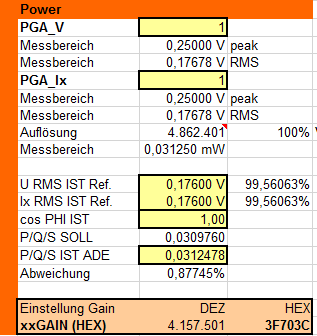 Power
PGA_V 1
Messbereich 0,25000 V peak
Messbereich 0,17678 V RMS
PGA_Ix 1
Messbereich 0,25000 V peak
Messbereich 0,17678 V RMS
Auflösung 4.862.401 100% V
Messbereich 0,031250 mW
U RMS IST Ref. 0,17600 V 99,56063%
Ix RMS IST Ref. 0,17600 V 99,56063%
cos PHI IST 1,00
P/Q/S SOLL 0,0309760
P/Q/S IST ADE 0,0312478
Abweichung 0,87745%
Einstellung Gain DEZ HEX
xxGAIN (HEX) 4.157.501 3F703C